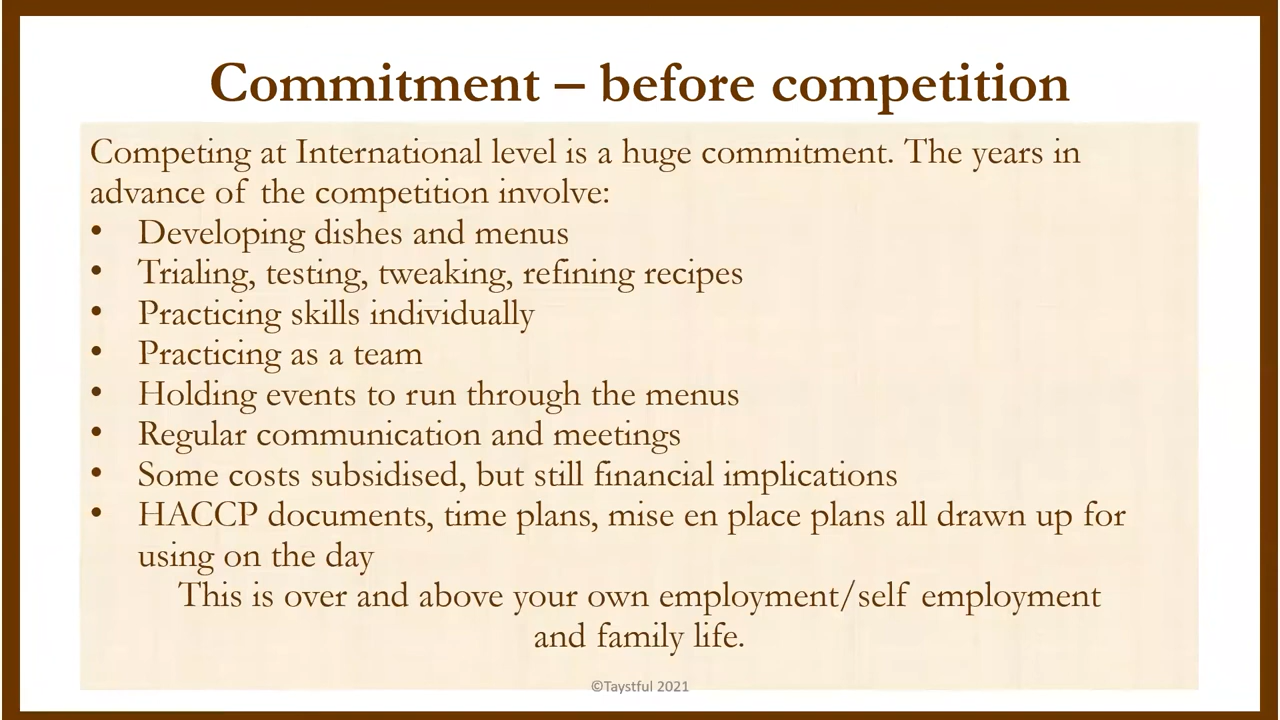 Commitment – before competition
Competing at International level is a huge commitment. The years in
advance of the competition involve:
• Developing dishes and menus
• Trialing, testing, tweaking, refining recipes
• Practicing skills individually
• Practicing as a team
• Holding events to run through the menus
• Regular communication and meetings
• Some costs subsidised, but still financial implications
• HACCP documents, time plans, mise en place plans all drawn up for
using on the day
This is over and above your own employment/self employment
and family life.
©Taystful 2021